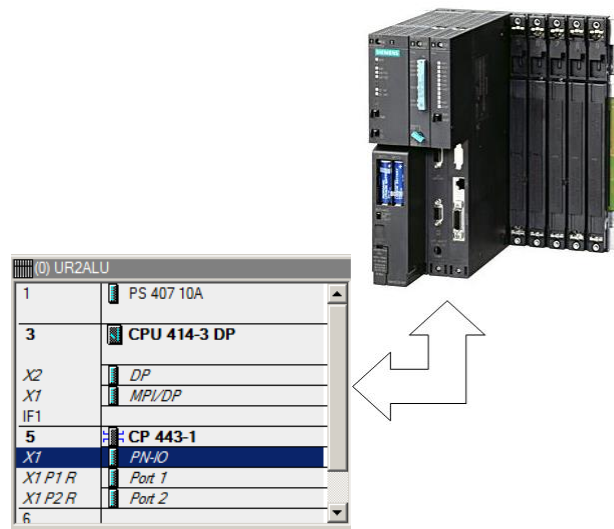 SIEMENS
(0) UR2ALU
1 PS 407 10A
3 CPU 414-3 DP
X2 DP
X1 MPI/DP
IF1
5 CP 443-1
X1 PN-IO
X1 P1 R Port 1
X1 P2 R Port 2
6